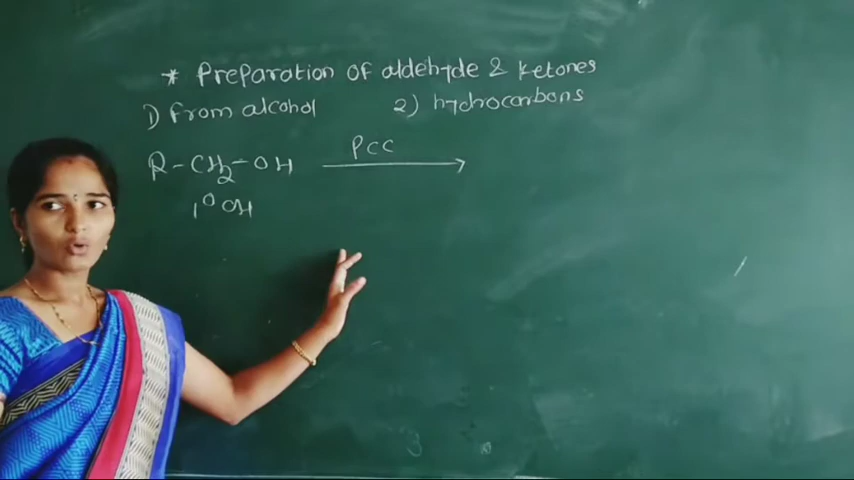 * Preparation of aldehyde & Ketones
1) From alcohol 2) hydrocarbons
R-CH₂-OH PCC →
1° OH